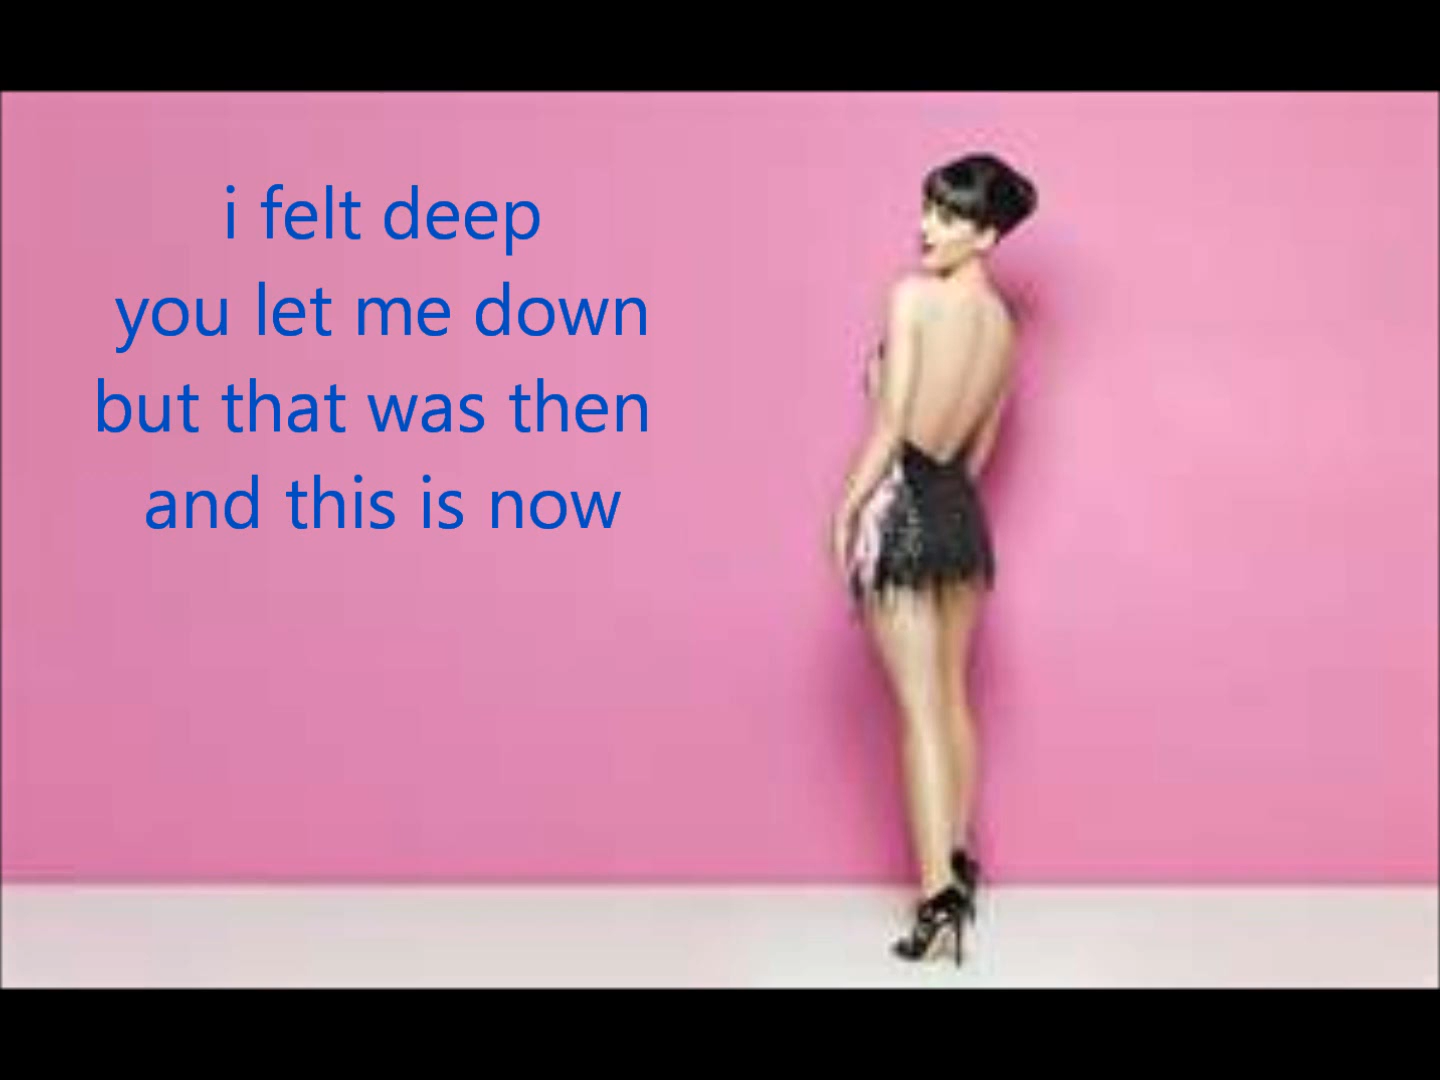 i felt deep
you let me down
but that was then
and this is now